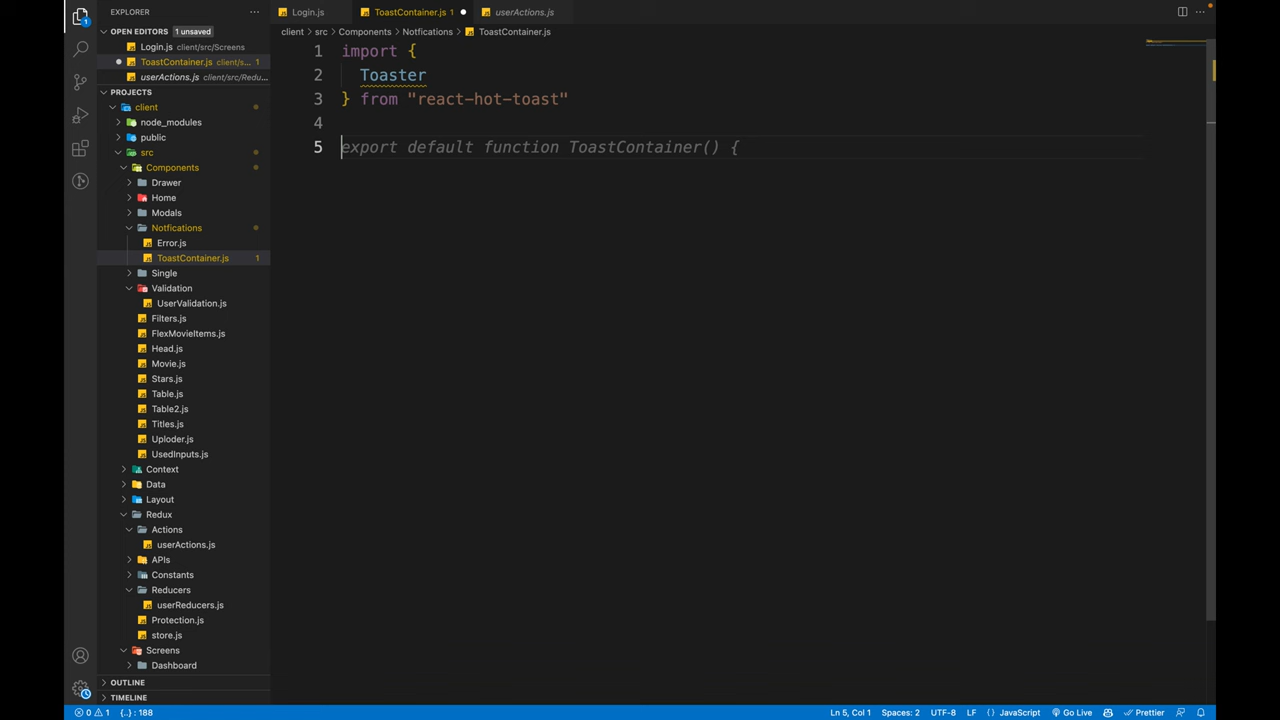 EXPLORER
OPEN EDITORS 1 unsaved
Login.js client/src/Screens
ToastContainer.js client/s... 1
userActions.js client/src/Redu...
PROJECTS
client
node_modules
public
src
Components
Drawer
Home
Modals
Notfications
Error.js
ToastContainer.js 1
Single
Validation
UserValidation.js
Filters.js
FlexMovieItems.js
Head.js
Movie.js
Stars.js
Table.js
Table2.js
Titles.js
Uploder.js
UsedInputs.js
Context
Data
Layout
Redux
Actions
userActions.js
APIs
Constants
Reducers
userReducers.js
Protection.js
store.js
Screens
Dashboard
OUTLINE
TIMELINE
Login.js ToastContainer.js 1 userActions.js
client > src > Components > Notfications > ToastContainer.js
1 import {
2 Toaster
3 } from "react-hot-toast"
4
5 export default function ToastContainer() {
0 1 {..} : 188 Ln 5, Col 1 Spaces: 2 UTF-8 LF { } JavaScript Go Live Prettier